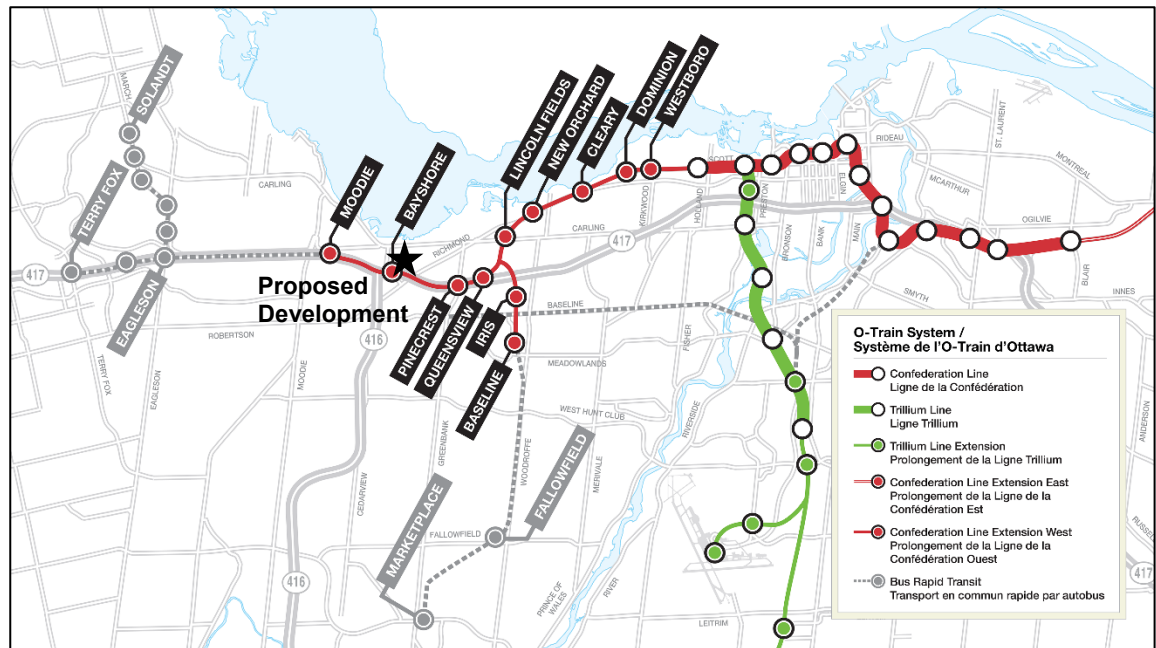 SOLANDT
MARCH
TERRY FOX
417
EAGLESON
CARLING
MOODIE
BAYSHORE
Proposed
Development
RICHMOND
LINCOLN FIELDS
NEW ORCHARD
CLEARY
DOMINION
WESTBORO
CARLING
417
KIRKWOOD
SCOTT
HOLLAND
PRESTON
BRONSON
BANK
ELGIN
MAIN
RIDEAU
ST. LAURENT
MONTREAL
MCARTHUR
OGILVIE
BLAIR
INNES
SMYTH
PINECREST
QUEENSVIEW
IRIS
BASELINE
BASELINE
ROBERTSON
416
TERRY FOX
EAGLESON
MOODIE
MEADOWLANDS
FISHER
WEST HUNT CLUB
RIVERSIDE
CEDARVIEW
GREENBANK
WOODROFFE
MERIVALE
MARKETPLACE
FALLOWFIELD
FALLOWFIELD
416
PRINCE OF
WALES
RIVER
LEITRIM
ANDERSON
417
O-Train System /
Système de l'O-Train d'Ottawa
Confederation Line
Ligne de la Confédération
Trillium Line
Ligne Trillium
Trillium Line Extension
Prolongement de la Ligne Trillium
Confederation Line Extension East
Prolongement de la Ligne de la
Confédération Est
Confederation Line Extension West
Prolongement de la Ligne de la
Confédération Ouest
Bus Rapid Transit
Transport en commun rapide par autobus